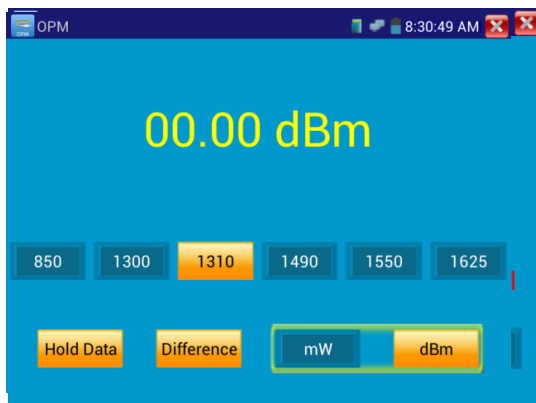 OPM
OPM 8:30:49 AM
00.00 dBm
850 1300 1310 1490 1550 1625
Hold Data Difference mW dBm